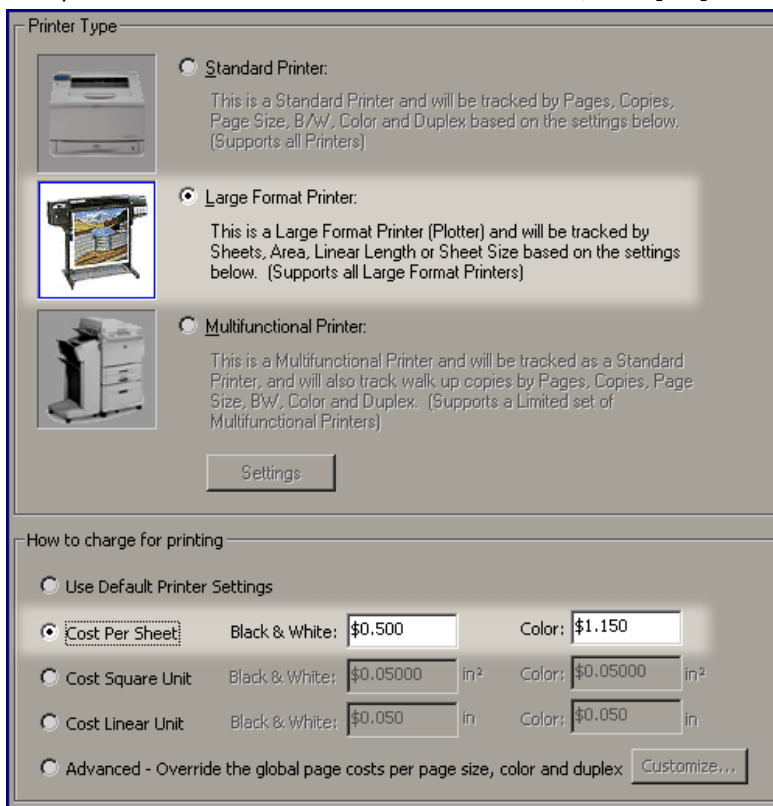 Printer Type
Standard Printer:
This is a Standard Printer and will be tracked by Pages, Copies,
Page Size, B/W, Color and Duplex based on the settings below.
(Supports all Printers)
Large Format Printer:
This is a Large Format Printer (Plotter) and will be tracked by
Sheets, Area, Linear Length or Sheet Size based on the settings
below. (Supports all Large Format Printers)
Multifunctional Printer:
This is a Multifunctional Printer and will be tracked as a Standard
Printer, and will also track walk up copies by Pages, Copies, Page
Size, BW, Color and Duplex. (Supports a Limited set of
Multifunctional Printers)
Settings
How to charge for printing
Use Default Printer Settings
Cost Per Sheet Black & White: $0.500 Color: $1.150
Cost Square Unit Black & White: $0.05000 in² Color: $0.05000 in²
Cost Linear Unit Black & White: $0.050 in Color: $0.050 in
Advanced - Override the global page costs per page size, color and duplex Customize...